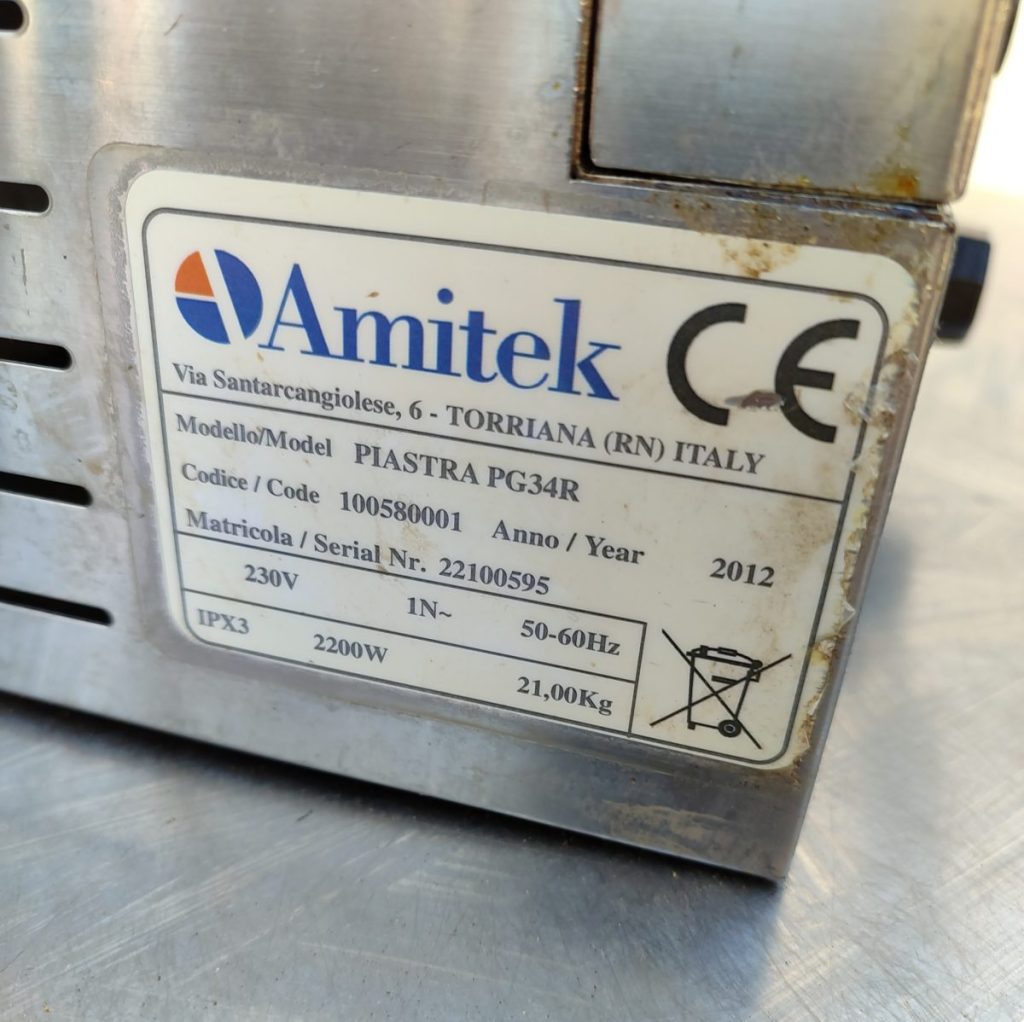 Amitek CE
Via Santarcangiolese, 6 - TORRIANA (RN) ITALY
Modello/Model PIASTRA PG34R
Codice / Code 100580001 Anno / Year 2012
Matricola / Serial Nr. 22100595
230V 1N~ 50-60Hz
IPX3 2200W 21,00Kg